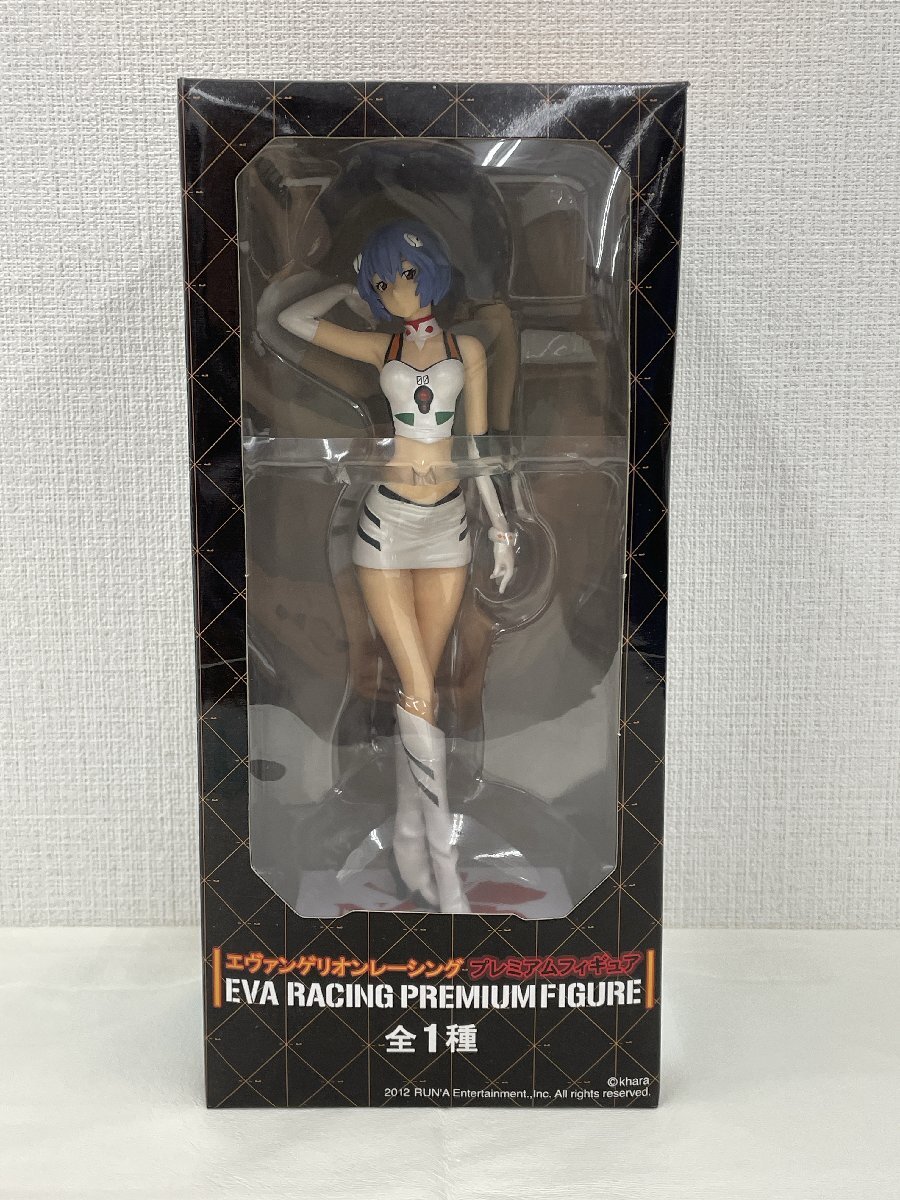 00
エヴァンゲリオンレーシング プレミアムフィギュア
EVA RACING PREMIUM FIGURE
全1種
©khara
2012 RUN'A Entertainment.,Inc. All rights reserved.